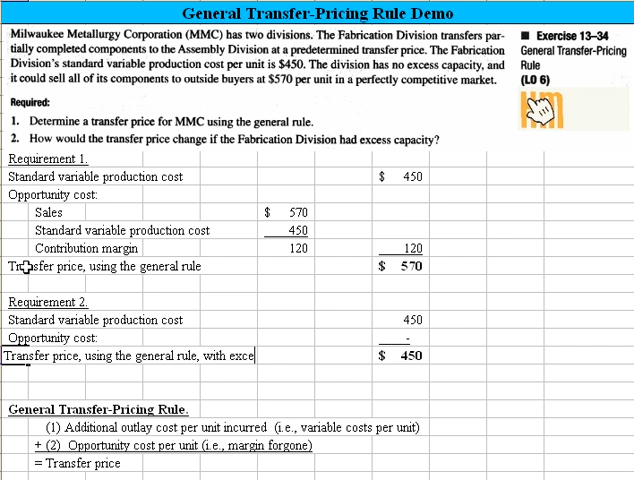 General Transfer-Pricing Rule Demo
Milwaukee Metallurgy Corporation (MMC) has two divisions. The Fabrication Division transfers par-
tially completed components to the Assembly Division at a predetermined transfer price. The Fabrication
Division's standard variable production cost per unit is $450. The division has no excess capacity, and
it could sell all of its components to outside buyers at $570 per unit in a perfectly competitive market.
■ Exercise 13–34
General Transfer-Pricing
Rule
(LO 6)
Required:
1. Determine a transfer price for MMC using the general rule.
2. How would the transfer price change if the Fabrication Division had excess capacity?
Requirement 1.
Standard variable production cost $ 450
Opportunity cost:
Sales $ 570
Standard variable production cost 450
Contribution margin 120 120
Transfer price, using the general rule $ 570
Requirement 2.
Standard variable production cost 450
Opportunity cost: -
Transfer price, using the general rule, with exce $ 450
General Transfer-Pricing Rule.
(1) Additional outlay cost per unit incurred (i.e., variable costs per unit)
+ (2) Opportunity cost per unit (i.e., margin forgone)
= Transfer price